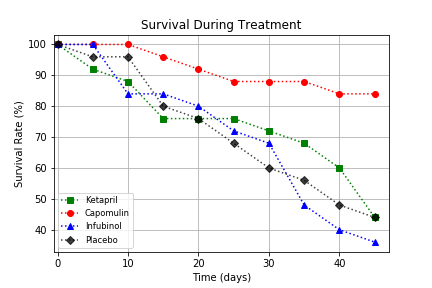 Survival During Treatment
100
90
80
70
60
50
40
Survival Rate (%)
Ketapril
Capomulin
Infubinol
Placebo
0
10
20
30
40
Time (days)